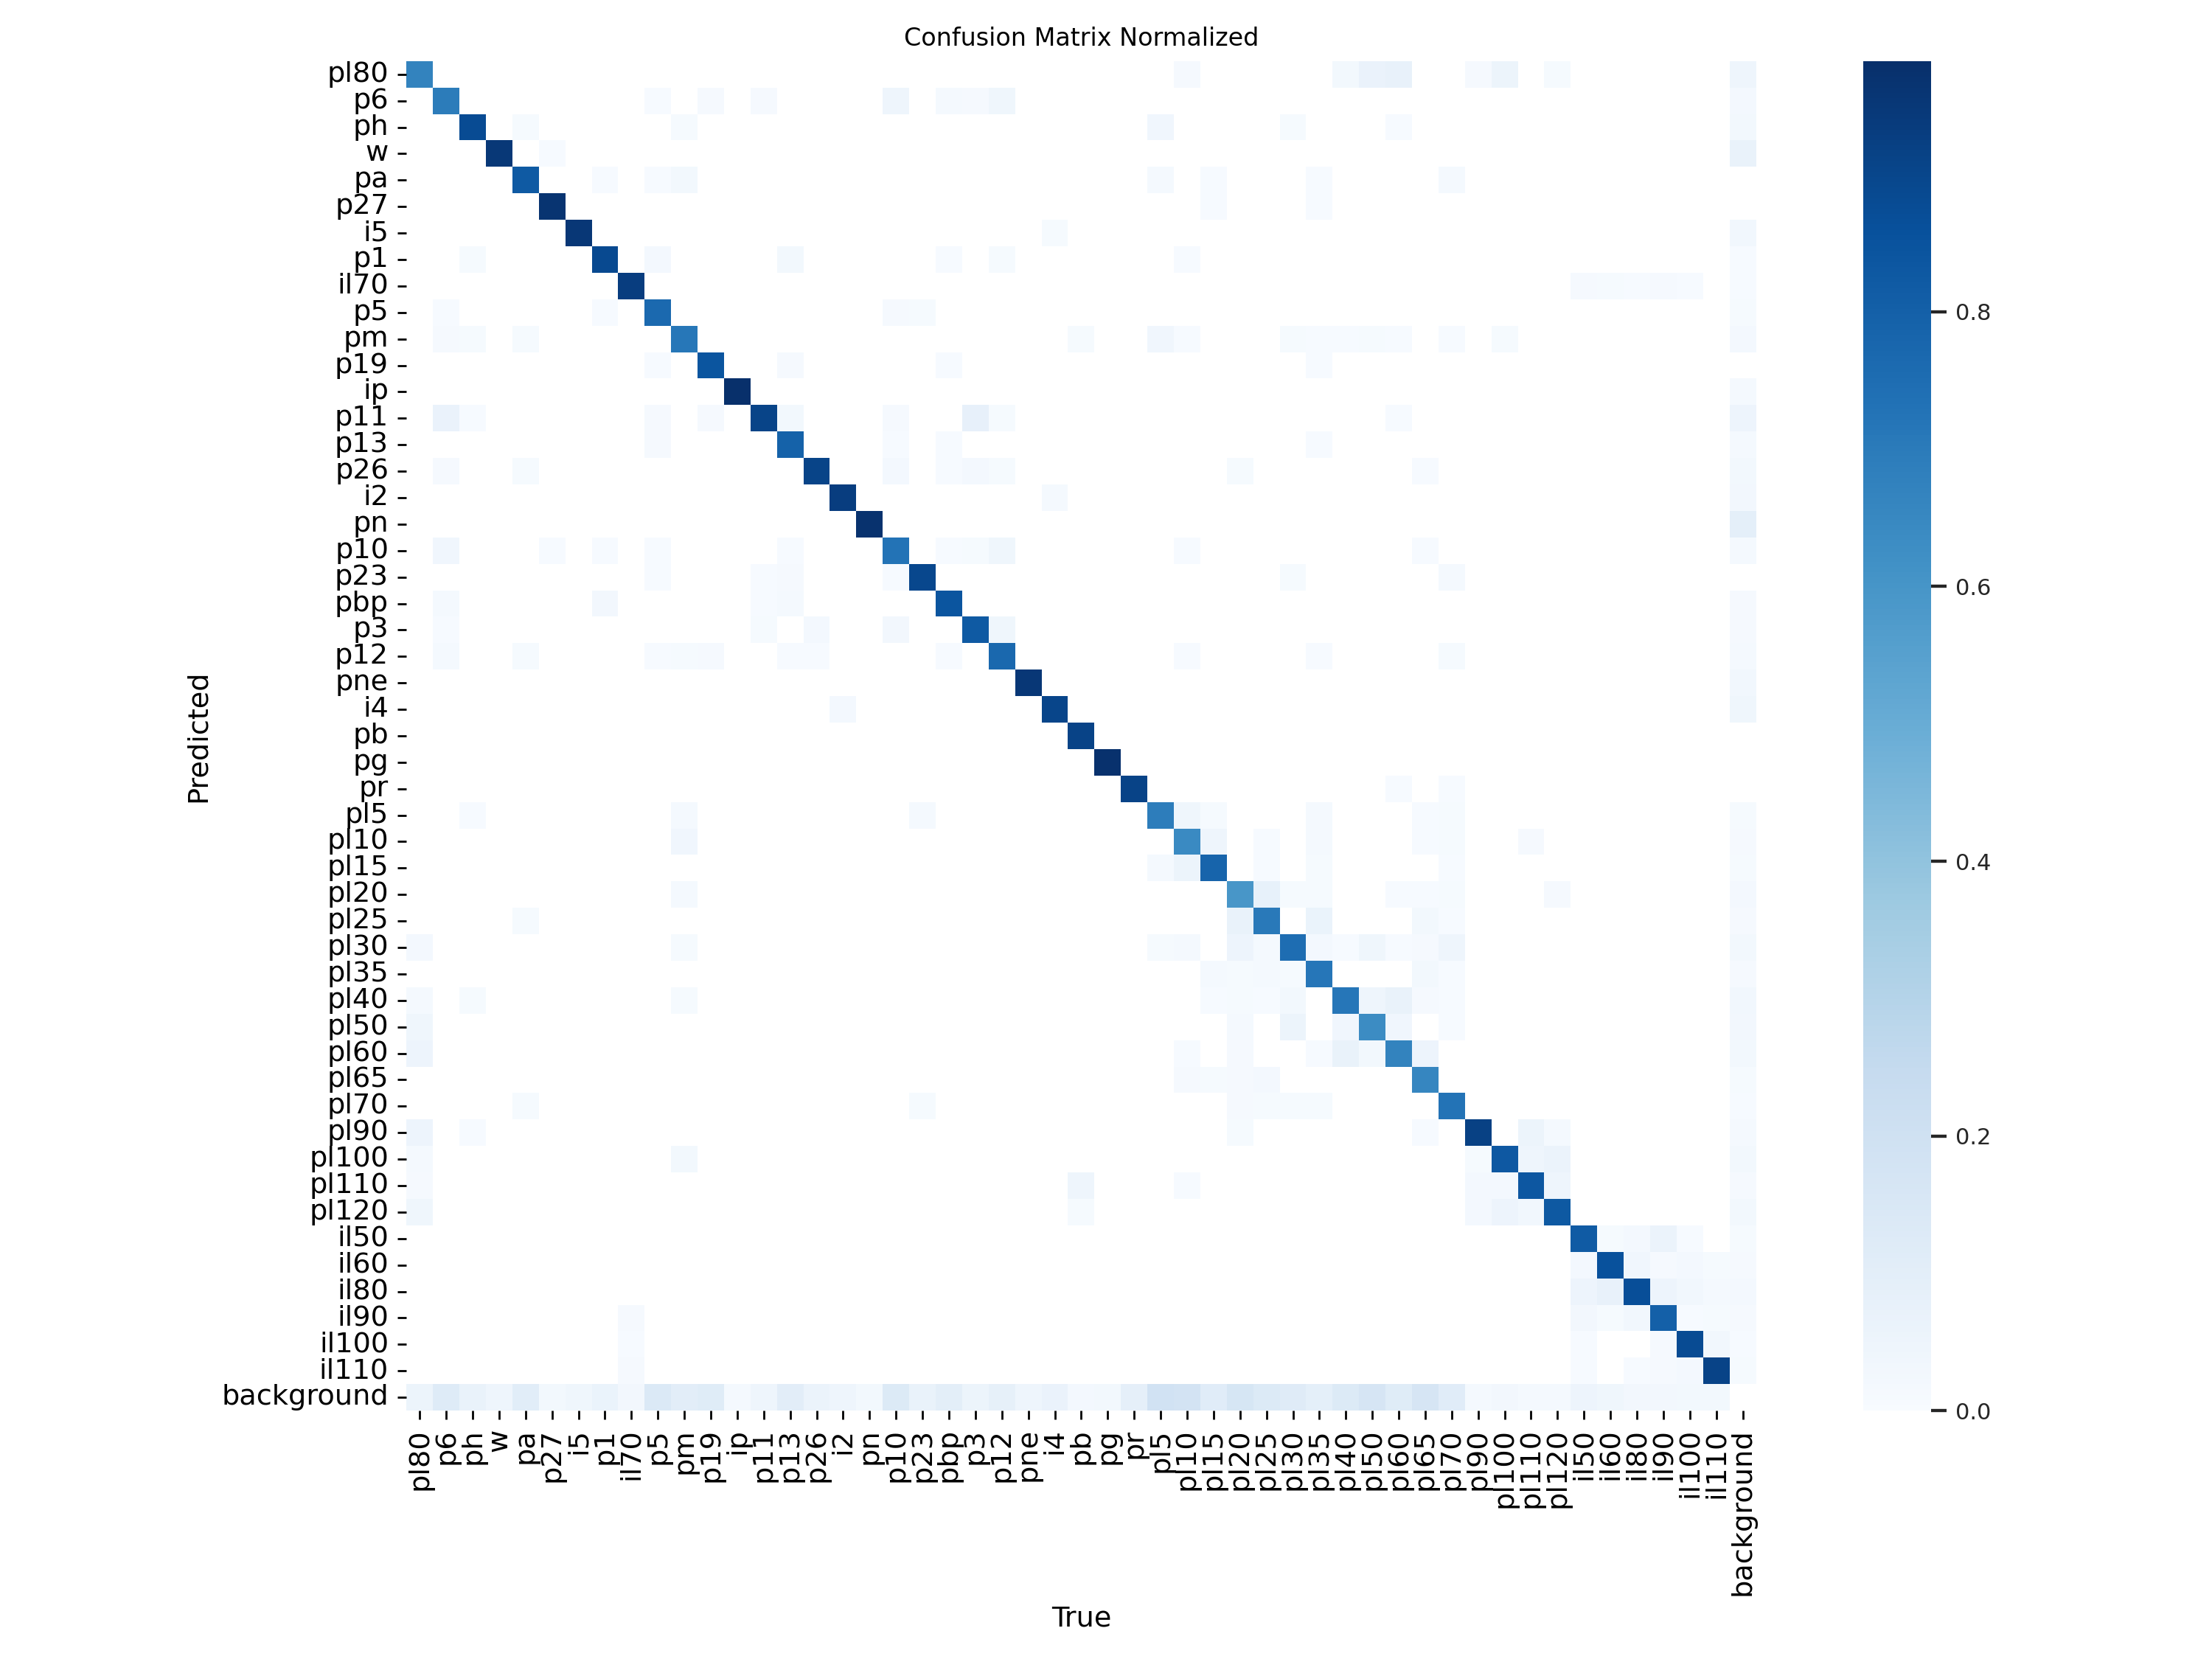 Confusion Matrix Normalized
pl80
p6
ph
w
pa
p27
i5
p1
il70
p5
pm
p19
ip
p11
p13
p26
i2
pn
p10
p23
pbp
p3
p12
pne
i4
pb
pg
pr
pl5
pl10
pl15
pl20
pl25
pl30
pl35
pl40
pl50
pl60
pl65
pl70
pl90
pl100
pl110
pl120
il50
il60
il80
il90
il100
il110
background
Predicted
pl80 p6 ph w pa p27 i5 p1 il70 p5 pm p19 ip p11 p13 p26 i2 pn p10 p23 pbp p3 p12 pne i4 pb pg pr pl5 pl10 pl15 pl20 pl25 pl30 pl35 pl40 pl50 pl60 pl65 pl70 pl90 pl100 pl110 pl120 il50 il60 il80 il90 il100 il110 background
True
0.8
0.6
0.4
0.2
0.0